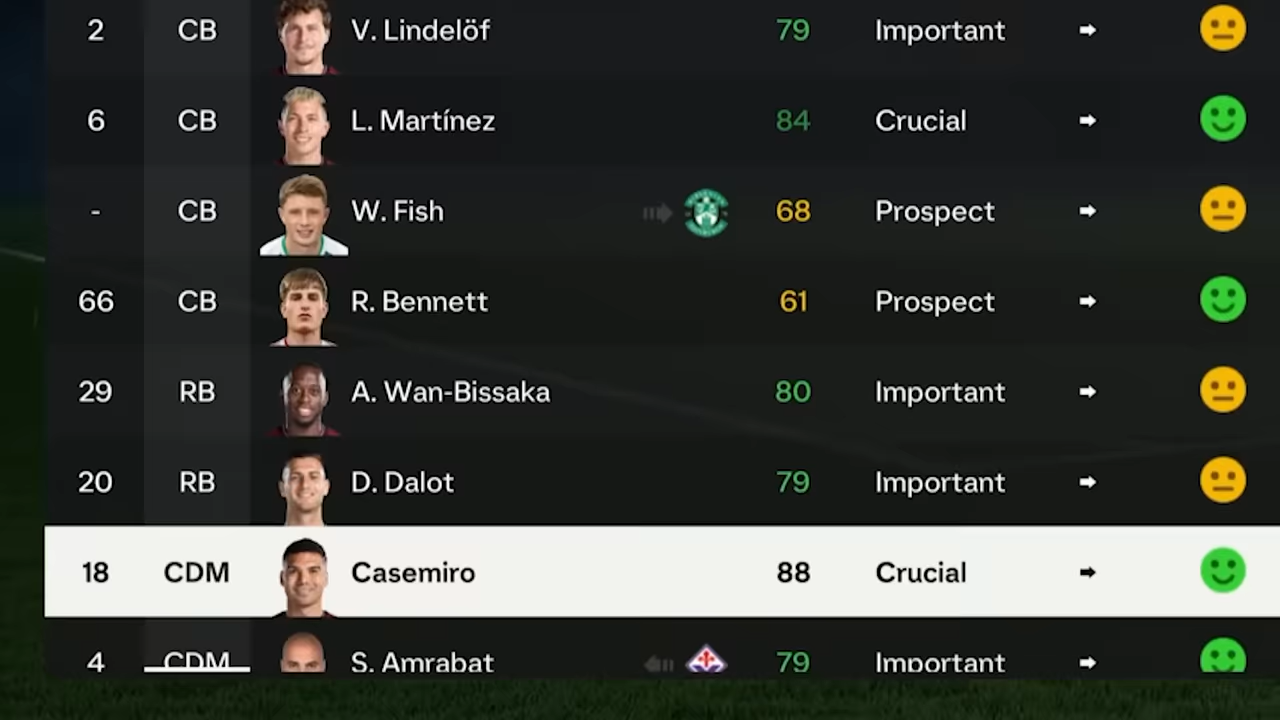 2 CB V. Lindelöf 79 Important
6 CB L. Martínez 84 Crucial
- CB W. Fish 68 Prospect
66 CB R. Bennett 61 Prospect
29 RB A. Wan-Bissaka 80 Important
20 RB D. Dalot 79 Important
18 CDM Casemiro 88 Crucial
4 CDM S. Amrabat 79 Important